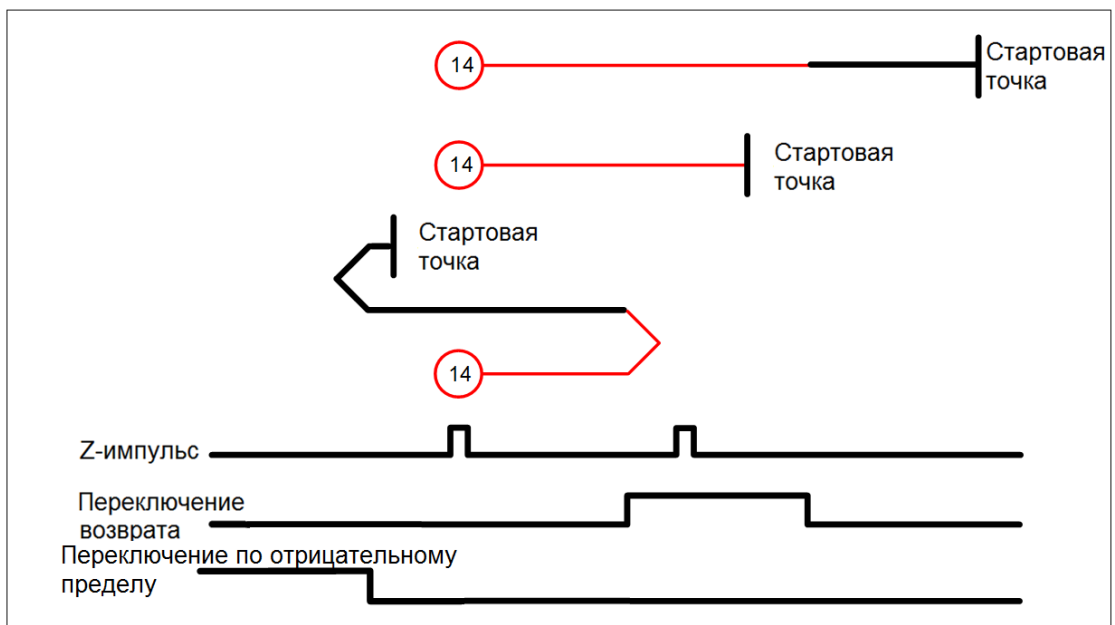 14
Стартовая
точка
14
Стартовая
точка
Стартовая
точка
14
Z-импульс
Переключение
возврата
Переключение по отрицательному
пределу